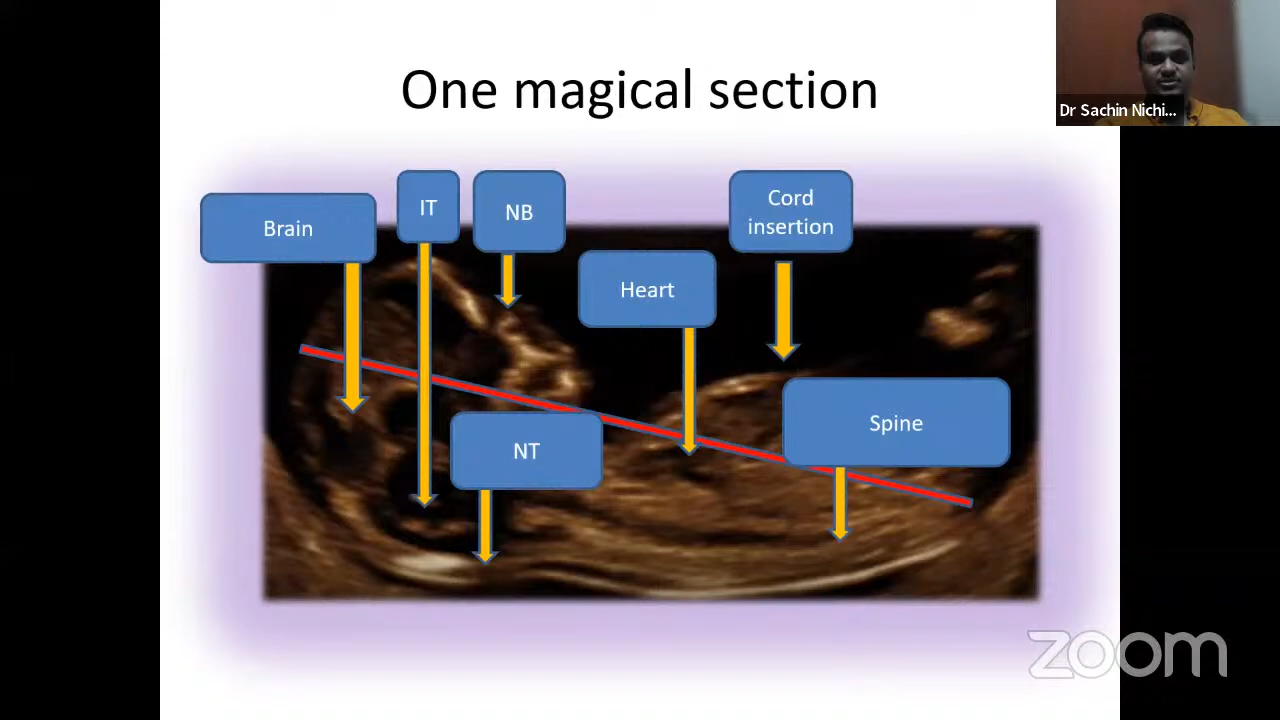 One magical section
Dr Sachin Nichi...
Brain
IT
NB
Cord
insertion
Heart
Spine
NT
zoom